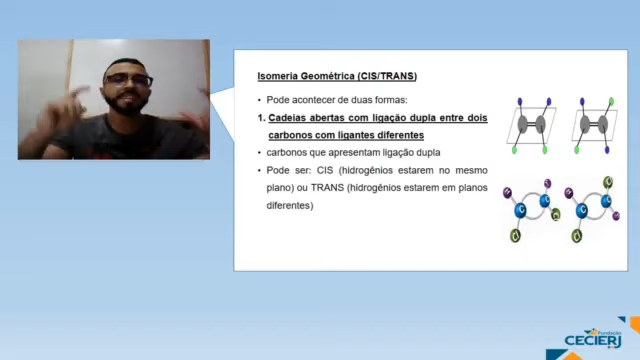 Isomeria Geométrica (CIS/TRANS)
• Pode acontecer de duas formas:
1. Cadeias abertas com ligação dupla entre dois
carbonos com ligantes diferentes
• carbonos que apresentam ligação dupla
• Pode ser: CIS (hidrogênios estarem no mesmo
plano) ou TRANS (hidrogênios estarem em planos
diferentes)
Fundação
CECIERJ